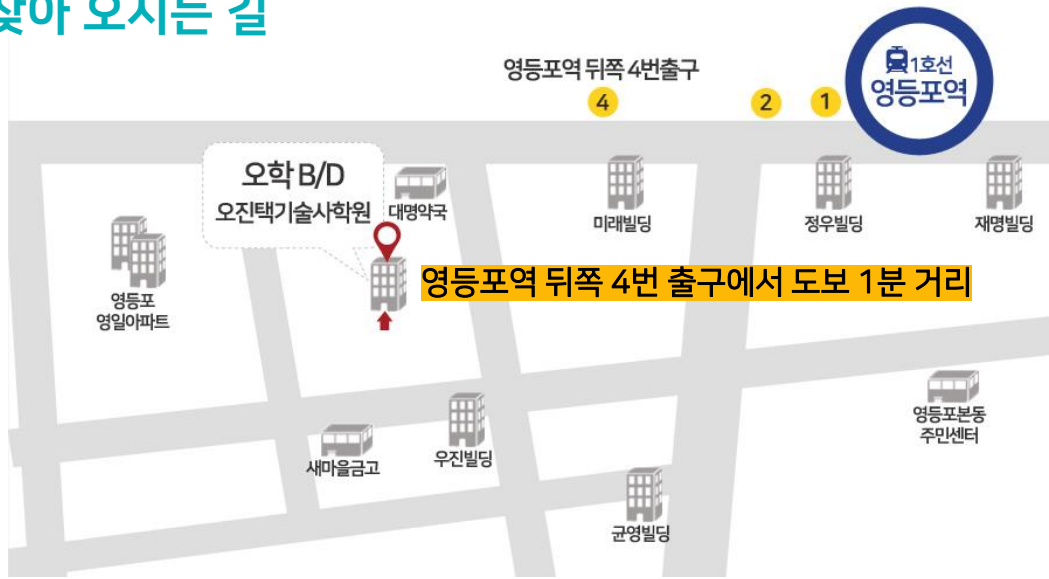 찾아 오시는 길
영등포역 뒤쪽 4번출구
4
2
1
1호선
영등포역
오학 B/D
오진택기술사학원
대명약국
미래빌딩
정우빌딩
재명빌딩
영등포역 뒤쪽 4번 출구에서 도보 1분 거리
영등포
영일아파트
영등포본동
주민센터
새마을금고
우진빌딩
균영빌딩